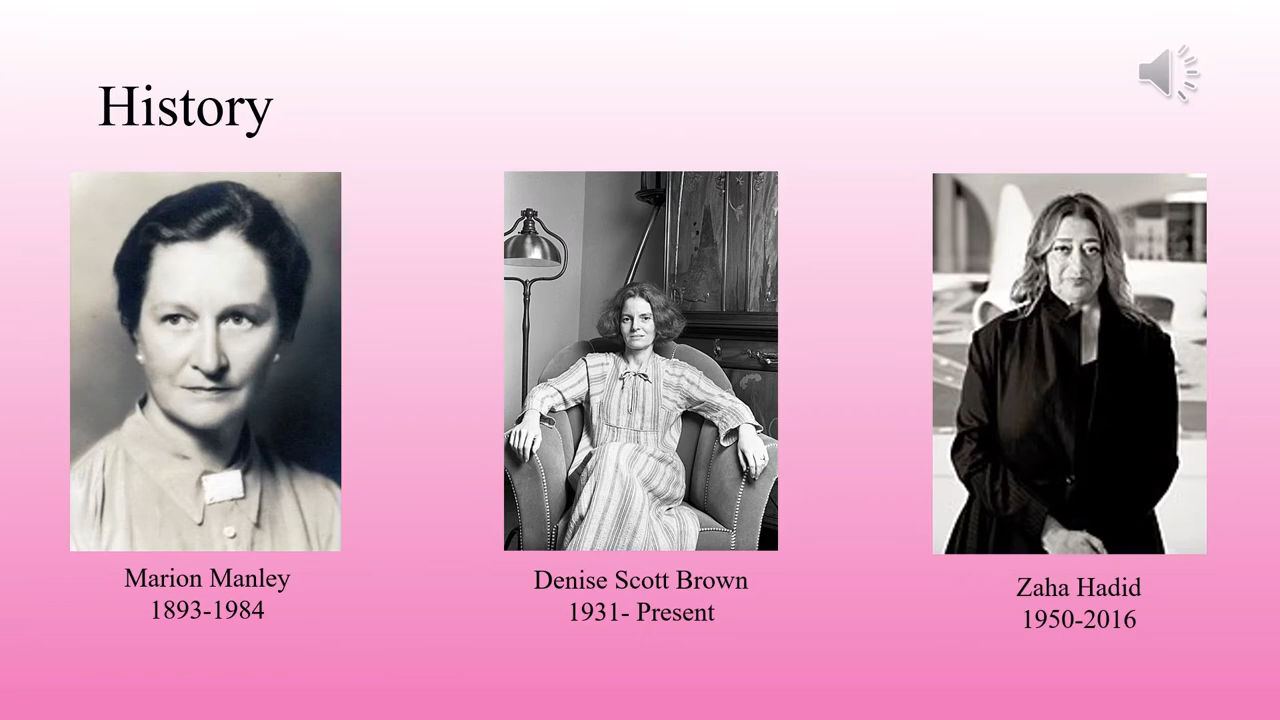 History
Marion Manley
1893-1984
Denise Scott Brown
1931- Present
Zaha Hadid
1950-2016